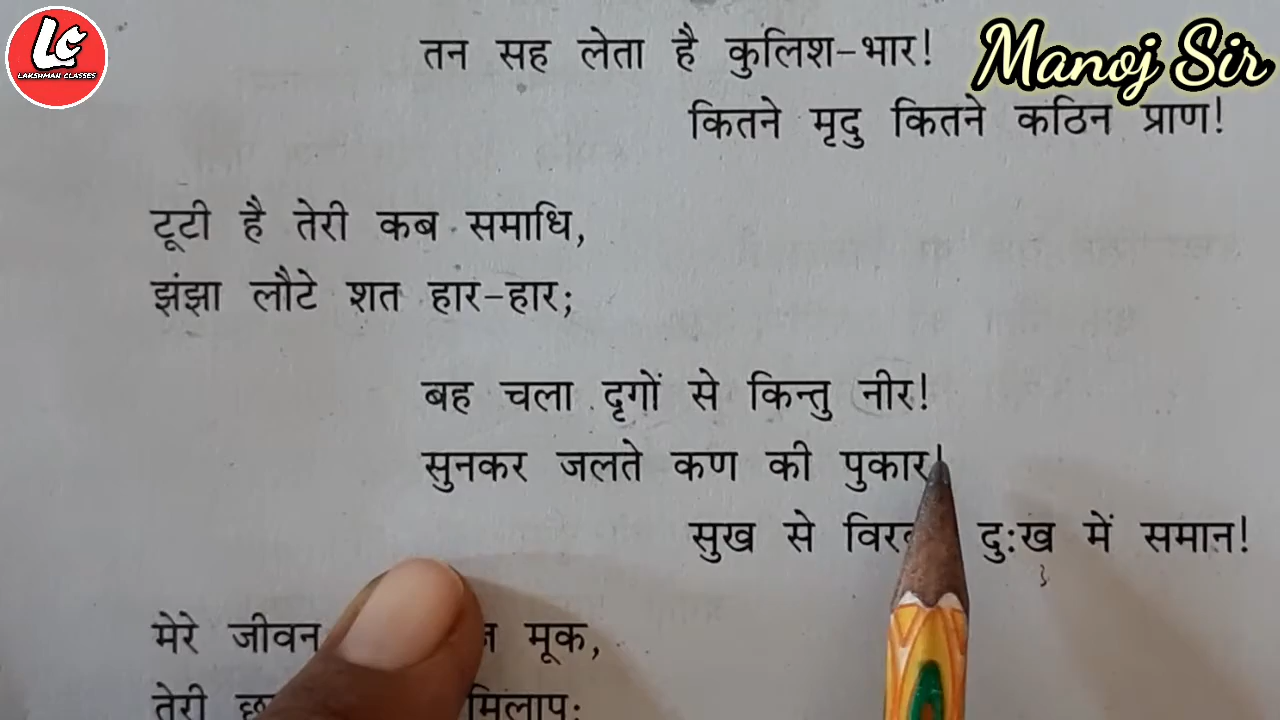 LC
LAKSHMAN CLASSES
Manoj Sir
तन सह लेता है कुलिश-भार!
कितने मृदु कितने कठिन प्राण!
टूटी है तेरी कब समाधि,
झंझा लौटे शत हार-हार;
बह चला दृगों से किन्तु नीर!
सुनकर जलते कण की पुकार!
सुख से दु:ख में समान!
मेरे जीवन मूक,
तेरी मिलाप: